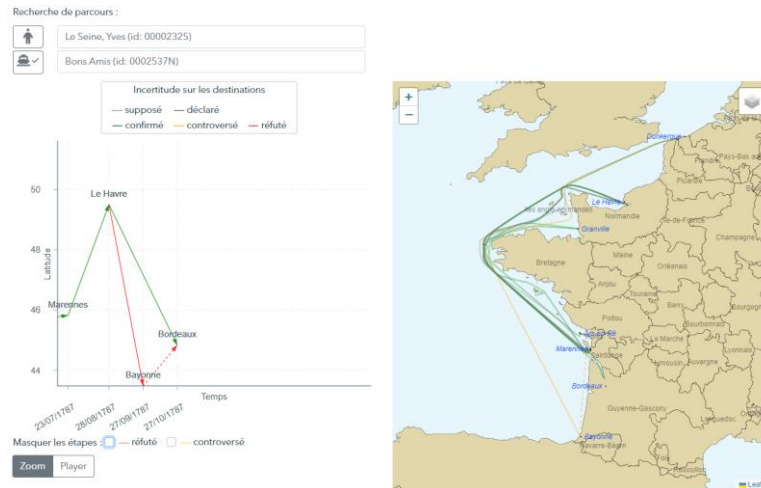 Recherche de parcours :
Le Seine, Yves (id: 00002325)
Bons Amis (id: 0002537N)
Incertitude sur les destinations
supposé déclaré
confirmé controversé réfuté
50
48
46
44
Latitude
Le Havre
Marennes
Bordeaux
Bayonne
Temps
23/07/1787
28/08/1787
27/09/1787
27/10/1787
Masquer les étapes : réfuté controversé
Zoom Player
+
−
Dunkerque
Picardie
Le Havre
Normandie
Île-de-France
Granville
Champagne
Bretagne
Maine
Orléanais
Anjou
Touraine
Berry
Bourbonnais
Poitou
La Marche
Marennes
Saintonge
Limousin
Auvergne
Lyonnais
Bordeaux
Guyenne-Gascony
Languedoc
Bayonne
Navarre-Béarn
Foix
Roussillon